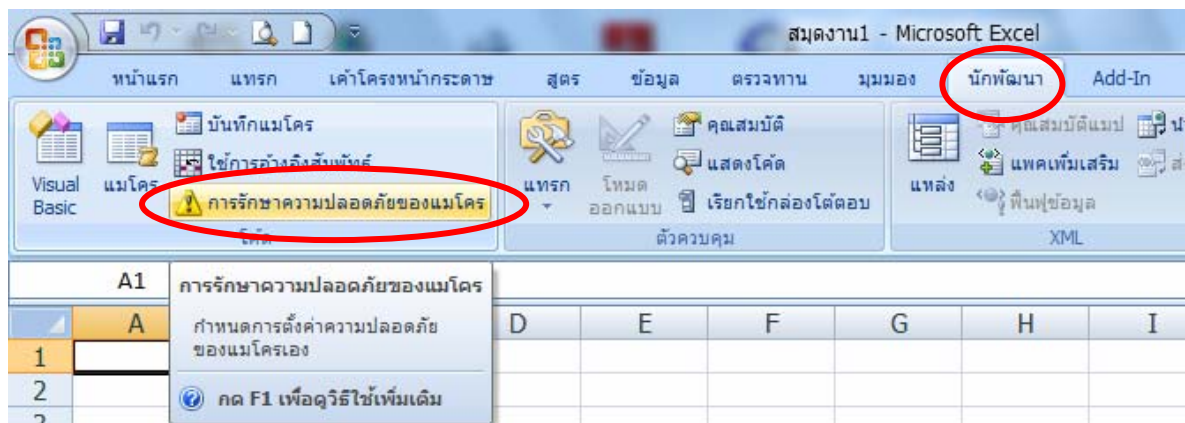 สมุดงาน1 - Microsoft Excel
หน้าแรก แทรก เค้าโครงหน้ากระดาษ สูตร ข้อมูล ตรวจทาน มุมมอง นักพัฒนา Add-In
Visual Basic
แมโคร
บันทึกแมโคร
ใช้การอ้างอิงสัมพัทธ์
การรักษาความปลอดภัยของแมโคร
โค้ด
แทรก
โหมด
ออกแบบ
คุณสมบัติ
แสดงโค้ด
เรียกใช้กล่องโต้ตอบ
ตัวควบคุม
แหล่ง
คุณสมบัติแมป
แพคเพิ่มเสริม
ฟื้นฟูข้อมูล
XML
A1
การรักษาความปลอดภัยของแมโคร
กำหนดการตั้งค่าความปลอดภัย
ของแมโครเอง
กด F1 เพื่อดูวิธีใช้เพิ่มเติม
A D E F G H I
1
2